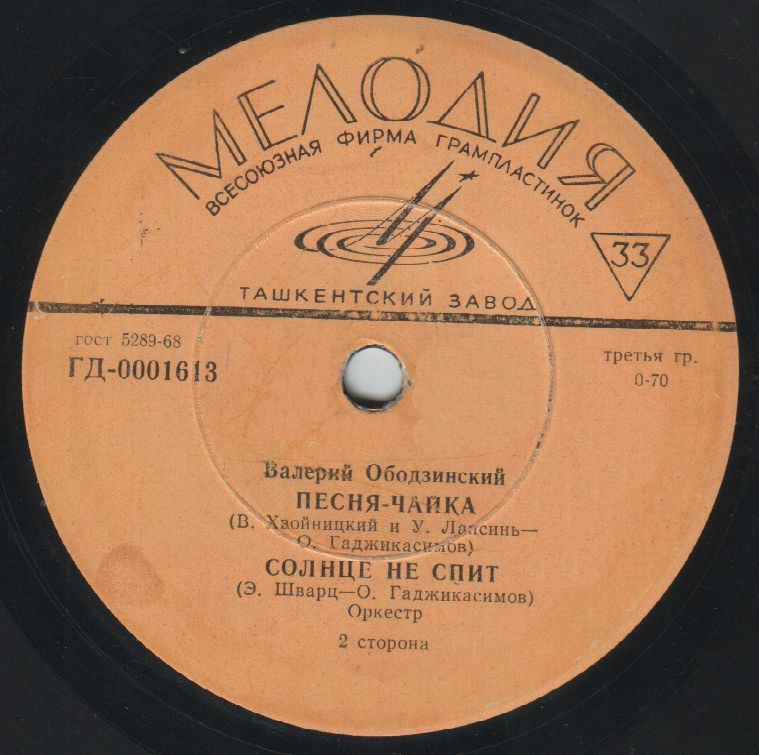 МЕЛОДИЯ
ВСЕСОЮЗНАЯ ФИРМА ГРАМПЛАСТИНОК
33
ТАШКЕНТСКИЙ ЗАВОД
гост 5289-68
ГД-0001613
третья гр.
0-70
Валерий Ободзинский
ПЕСНЯ-ЧАЙКА
(В. Хвойницкий и У. Лапсинь—
О. Гаджикасимов)
СОЛНЦЕ НЕ СПИТ
(Э. Шварц—О. Гаджикасимов)
Оркестр
2 сторона